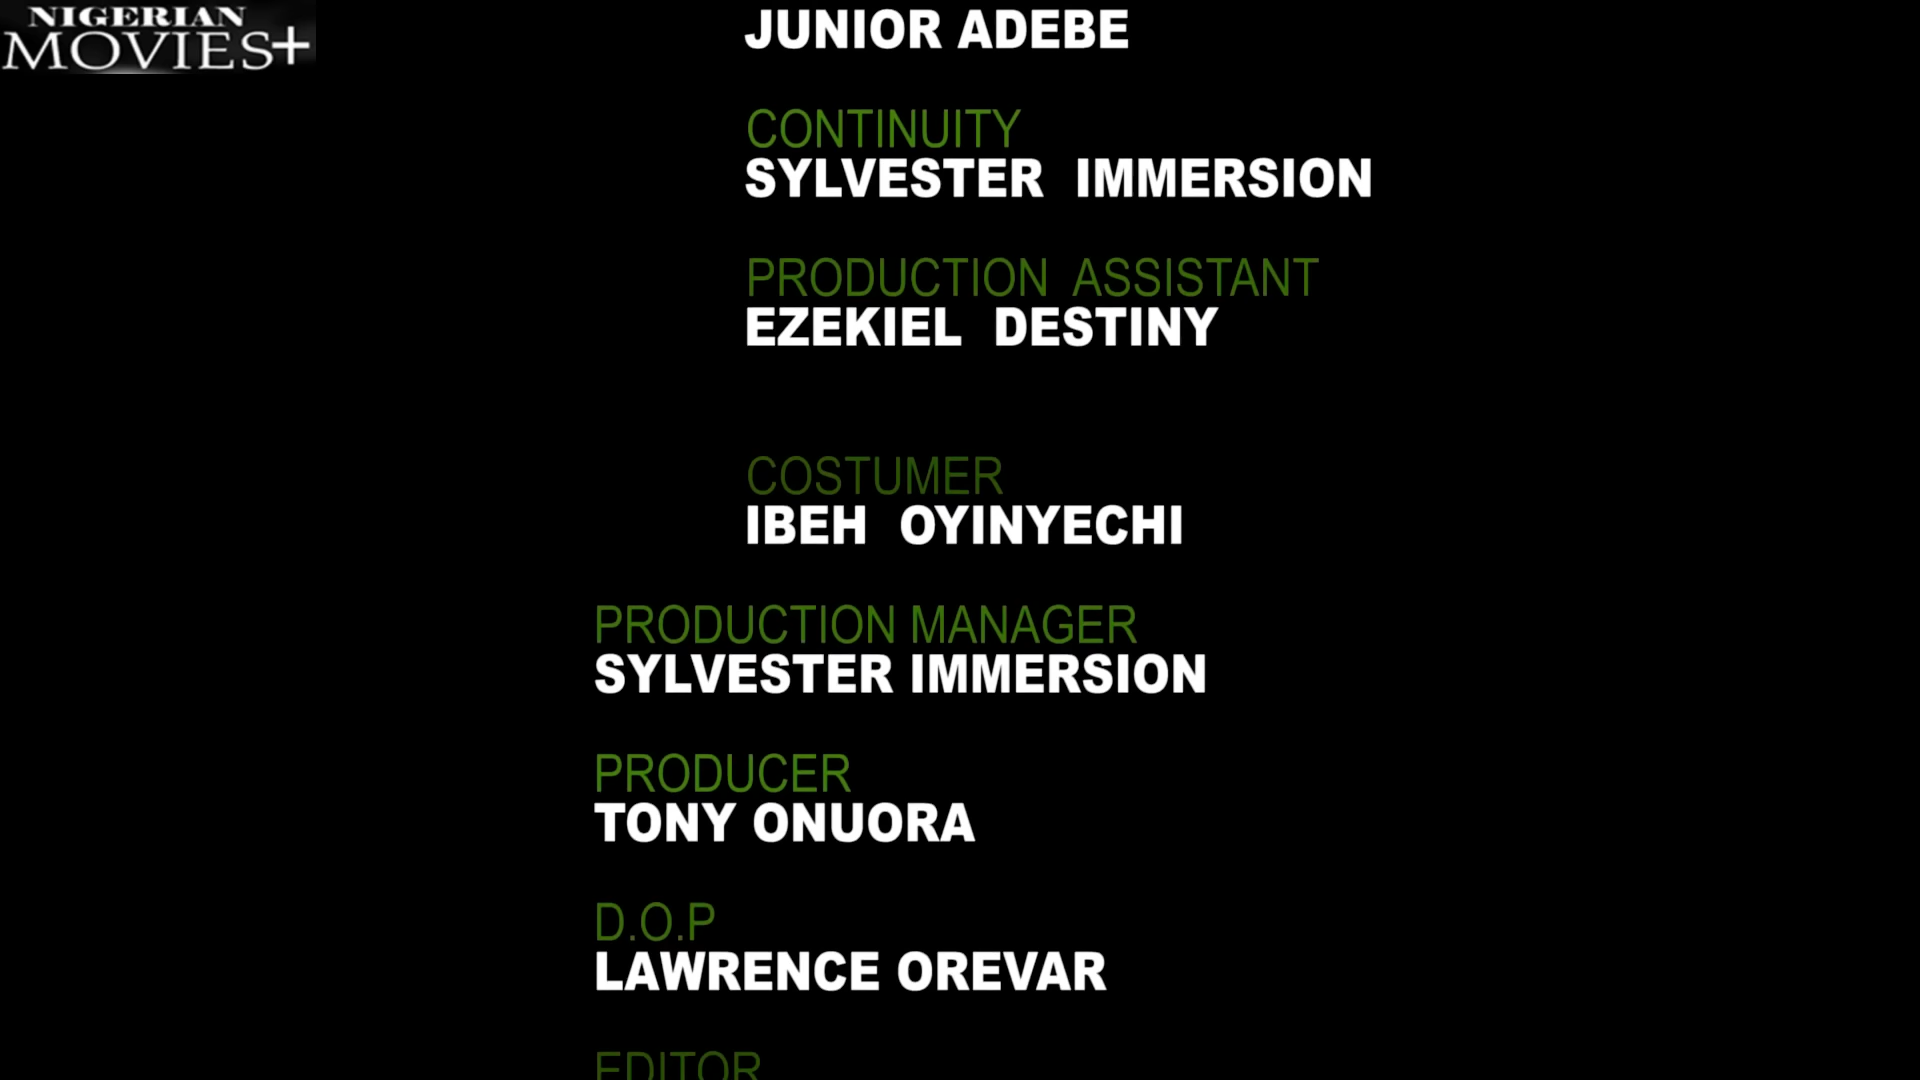 NIGERIAN
MOVIES+
JUNIOR ADEBE
CONTINUITY
SYLVESTER IMMERSION
PRODUCTION ASSISTANT
EZEKIEL DESTINY
COSTUMER
IBEH OYINYECHI
PRODUCTION MANAGER
SYLVESTER IMMERSION
PRODUCER
TONY ONUORA
D.O.P
LAWRENCE OREVAR
EDITOR